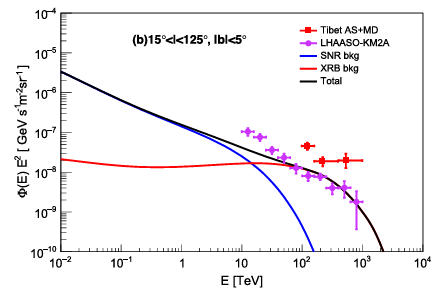 10⁻⁴
10⁻⁵
10⁻⁶
10⁻⁷
10⁻⁸
10⁻⁹
10⁻¹⁰
Φ(E) E² [ GeV s⁻¹m⁻²sr⁻¹]
(b)15°<l<125°, lbl<5°
Tibet AS+MD
LHAASO-KM2A
SNR bkg
XRB bkg
Total
10⁻² 10⁻¹ 1 10 10² 10³ 10⁴
E [TeV]